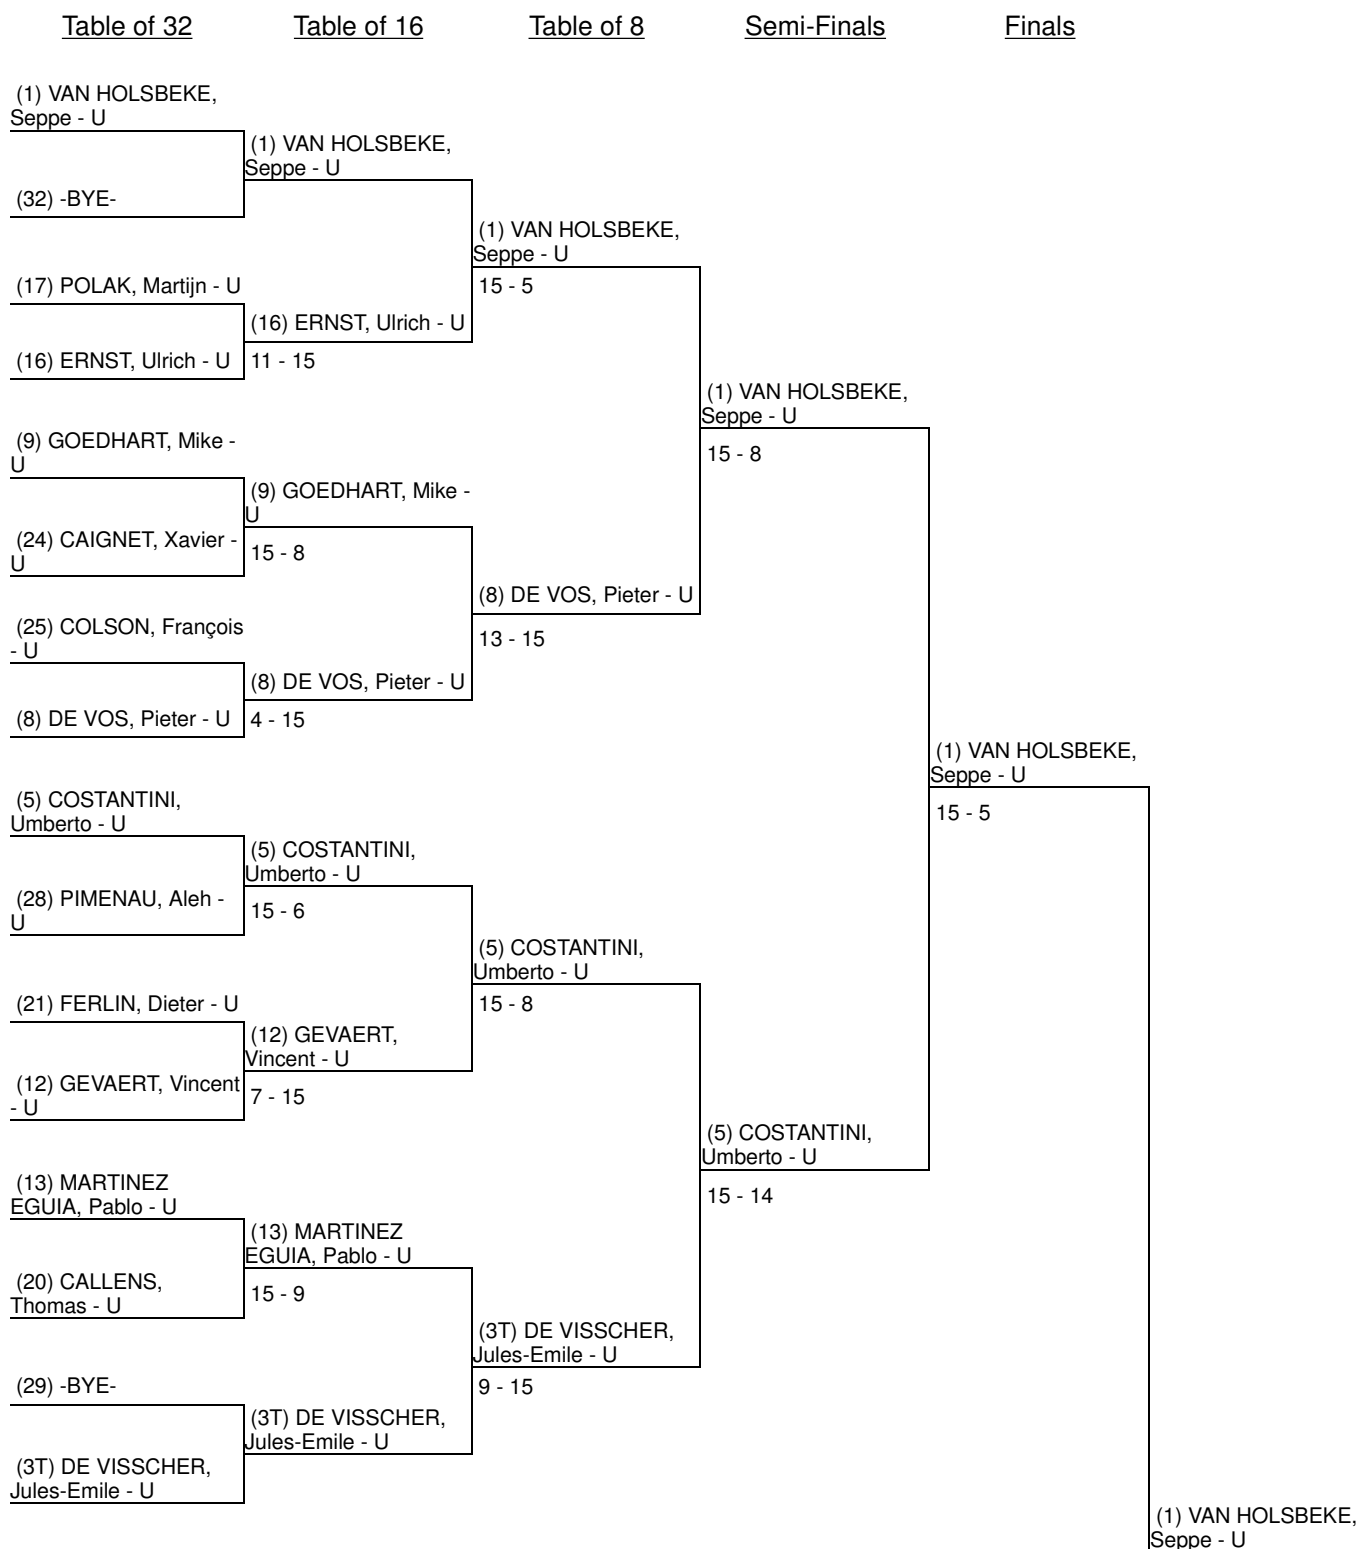 Table of 32
Table of 16
Table of 8
Semi-Finals
Finals
(1) VAN HOLSBEKE,
Seppe - U
(32) -BYE-
(17) POLAK, Martijn - U
(16) ERNST, Ulrich - U
(9) GOEDHART, Mike -
U
(24) CAIGNET, Xavier -
U
(25) COLSON, François
- U
(8) DE VOS, Pieter - U
(5) COSTANTINI,
Umberto - U
(28) PIMENAU, Aleh -
U
(21) FERLIN, Dieter - U
(12) GEVAERT, Vincent
- U
(13) MARTINEZ
EGUIA, Pablo - U
(20) CALLENS,
Thomas - U
(29) -BYE-
(3T) DE VISSCHER,
Jules-Emile - U
(1) VAN HOLSBEKE,
Seppe - U
(16) ERNST, Ulrich - U
11 - 15
(9) GOEDHART, Mike -
U
15 - 8
(8) DE VOS, Pieter - U
4 - 15
(5) COSTANTINI,
Umberto - U
15 - 6
(12) GEVAERT,
Vincent - U
7 - 15
(13) MARTINEZ
EGUIA, Pablo - U
15 - 9
(3T) DE VISSCHER,
Jules-Emile - U
(1) VAN HOLSBEKE,
Seppe - U
15 - 5
(8) DE VOS, Pieter - U
13 - 15
(5) COSTANTINI,
Umberto - U
15 - 8
(3T) DE VISSCHER,
Jules-Emile - U
9 - 15
(1) VAN HOLSBEKE,
Seppe - U
15 - 8
(5) COSTANTINI,
Umberto - U
15 - 14
(1) VAN HOLSBEKE,
Seppe - U
15 - 5
(1) VAN HOLSBEKE,
Seppe - U